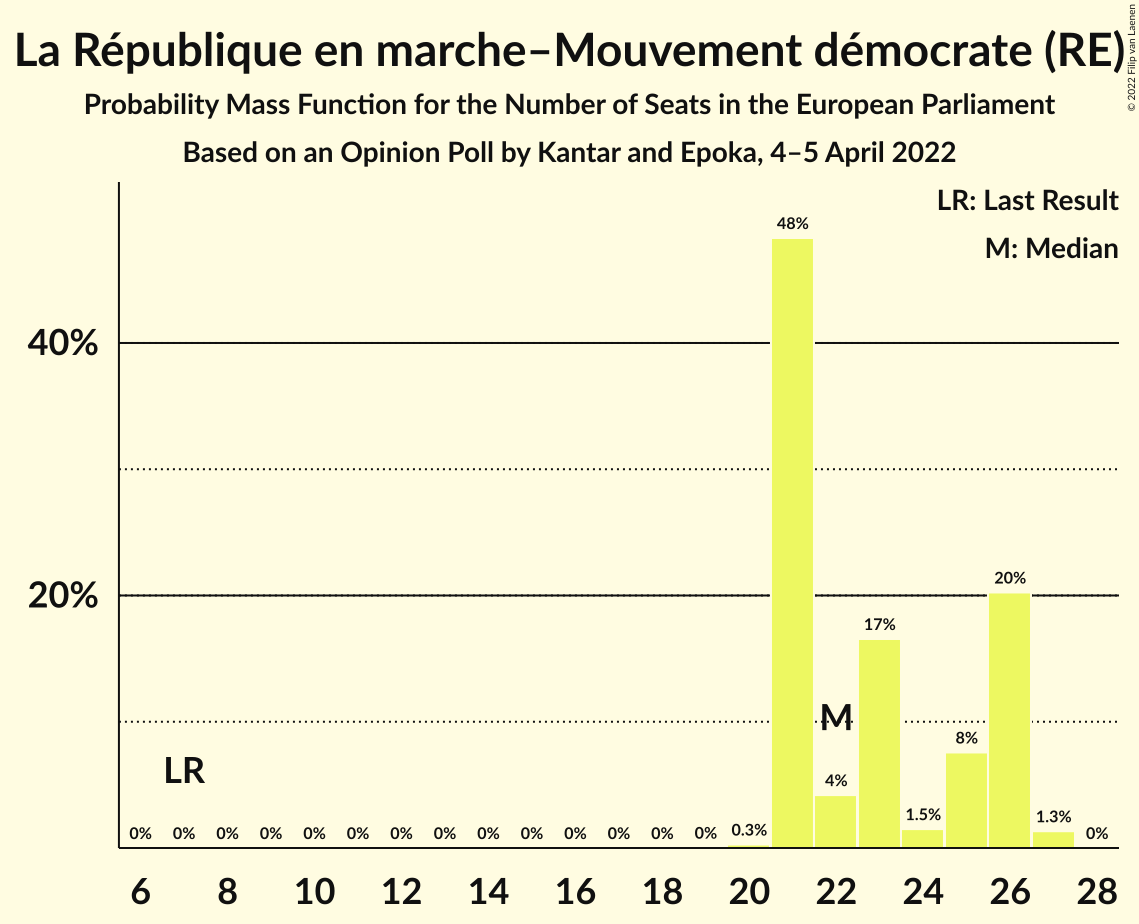 La République en marche–Mouvement démocrate (RE)
© 2022 Filip van Laenen
Probability Mass Function for the Number of Seats in the European Parliament
Based on an Opinion Poll by Kantar and Epoka, 4–5 April 2022
LR: Last Result
M: Median
48%
40%
20%
20%
17%
M
8%
LR
4%
1.5%
1.3%
0% 0% 0% 0% 0% 0% 0% 0% 0% 0% 0% 0% 0% 0% 0.3% 0%
6 8 10 12 14 16 18 20 22 24 26 28